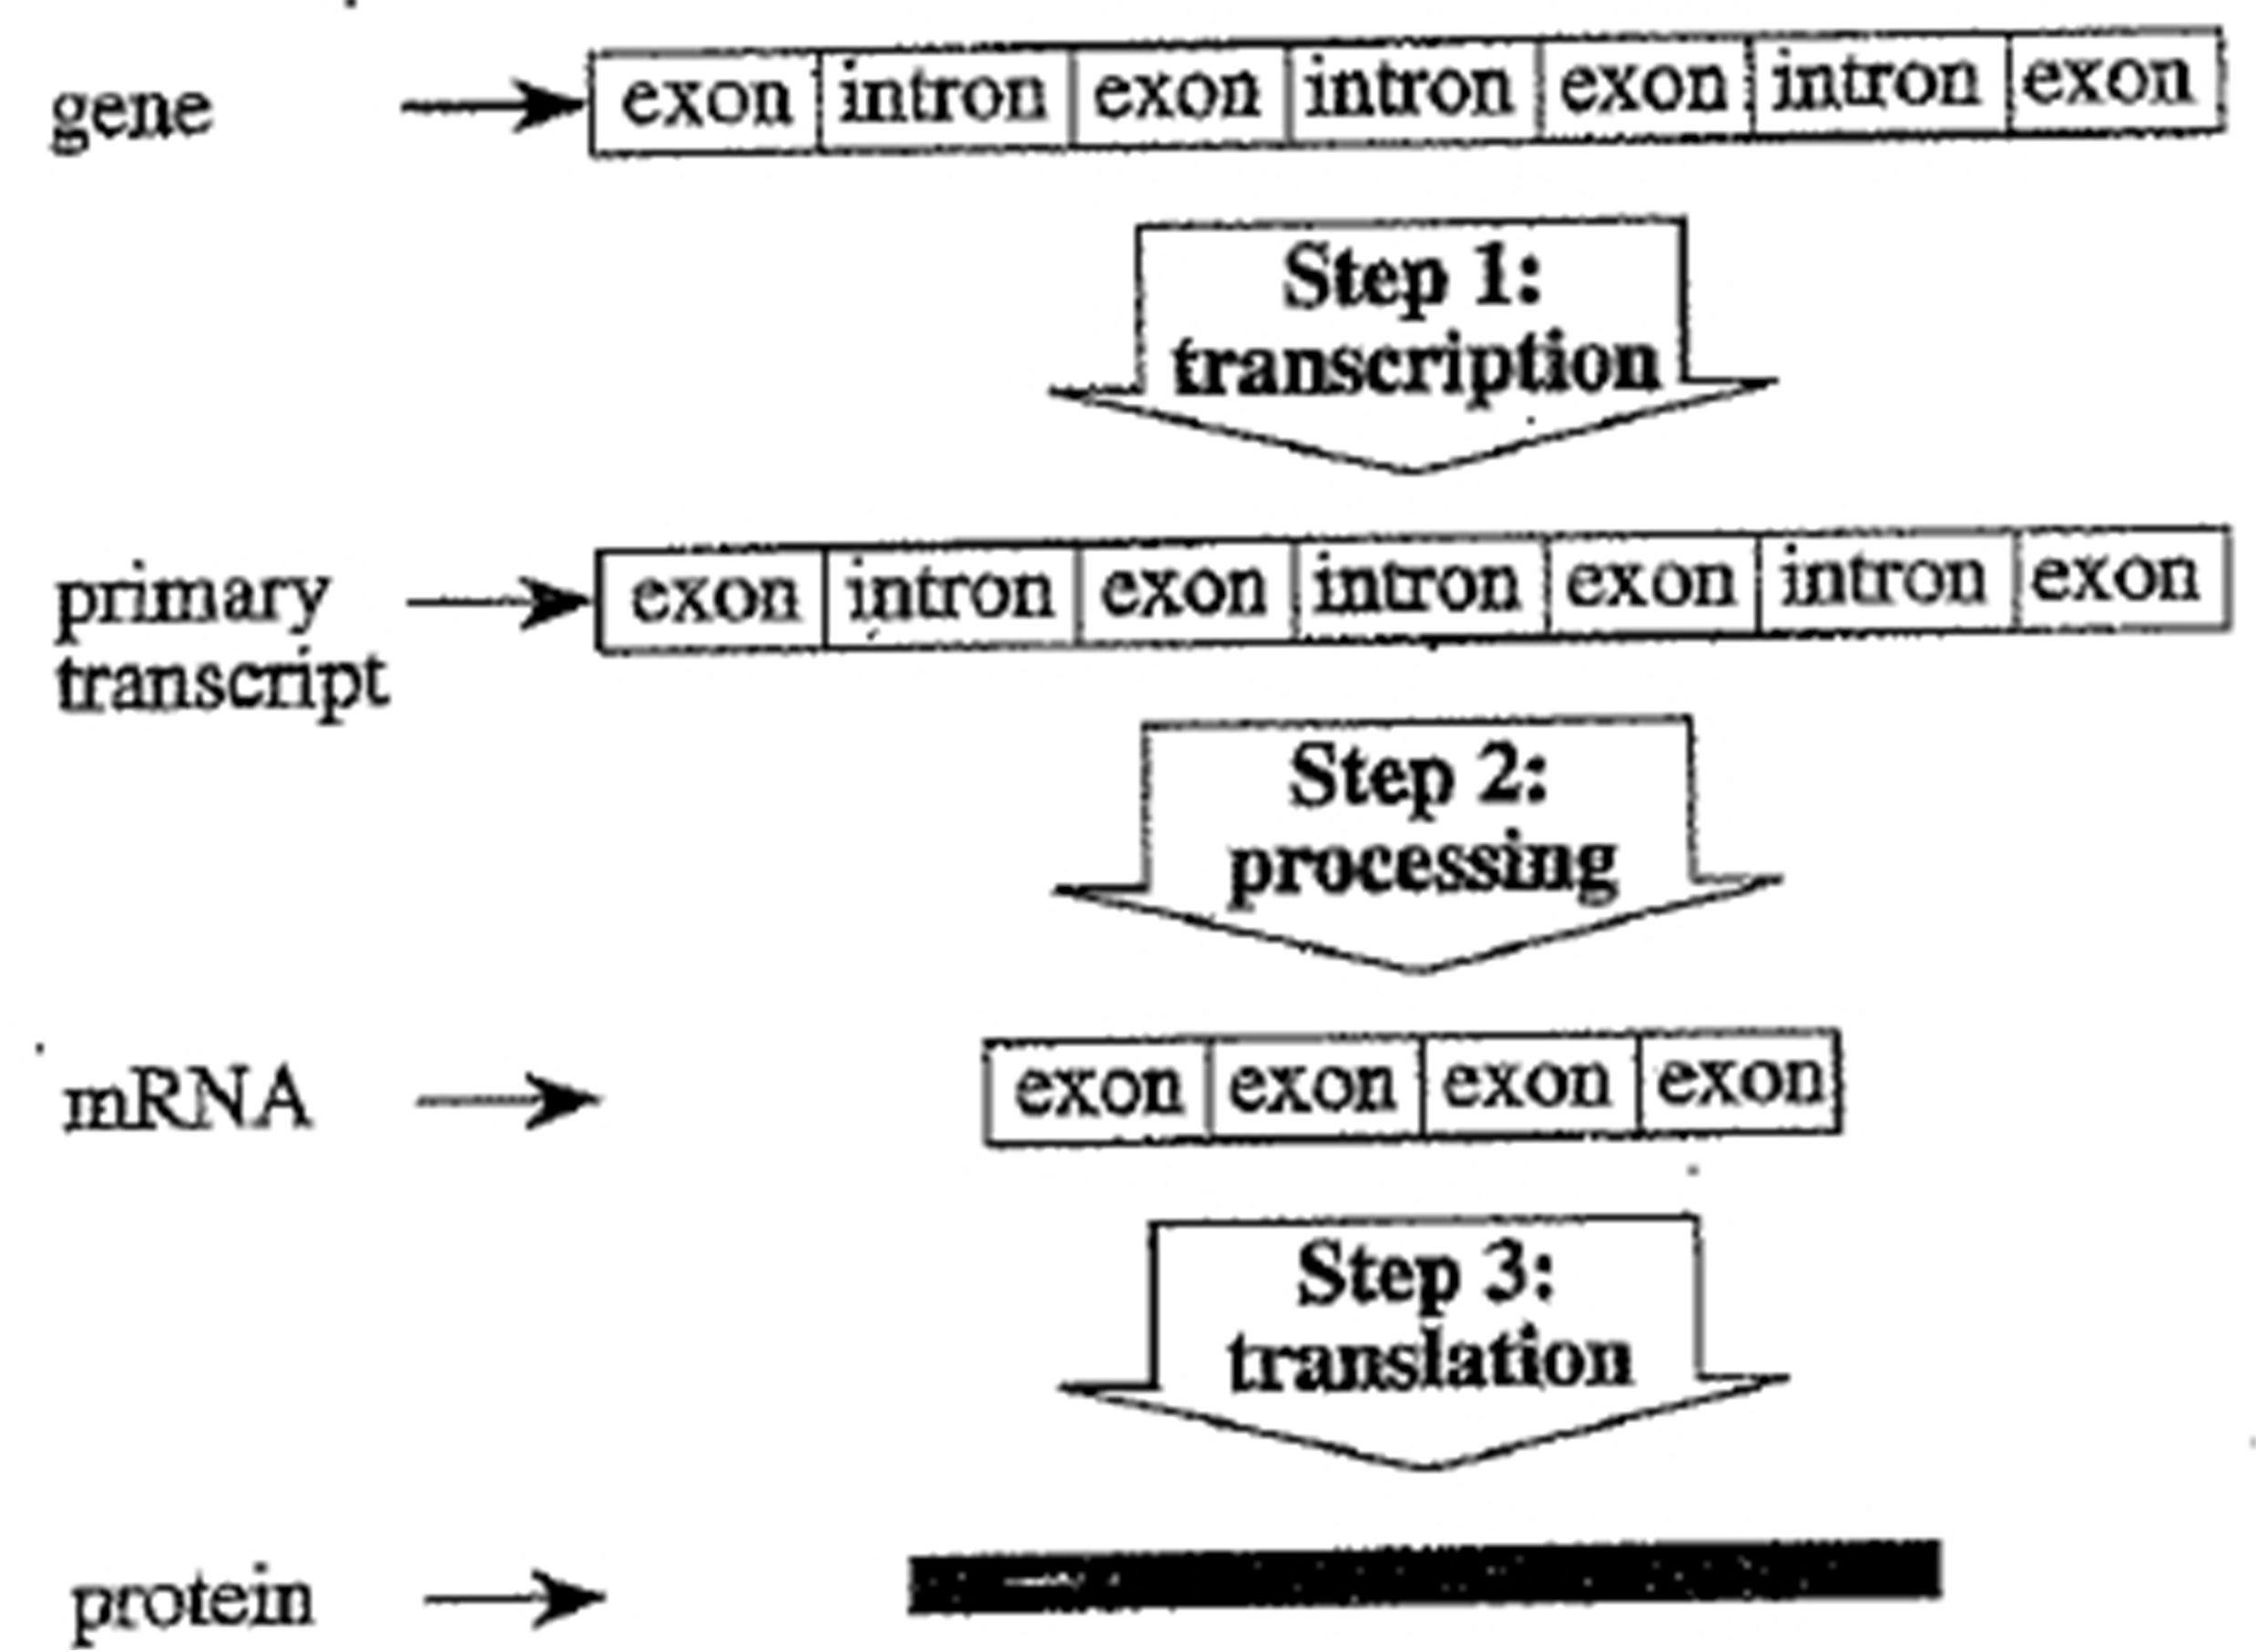 gene
exon intron exon intron exon intron exon
Step 1:
transcription
primary
transcript
exon intron exon intron exon intron exon
Step 2:
processing
mRNA
exon exon exon exon
Step 3:
translation
protein